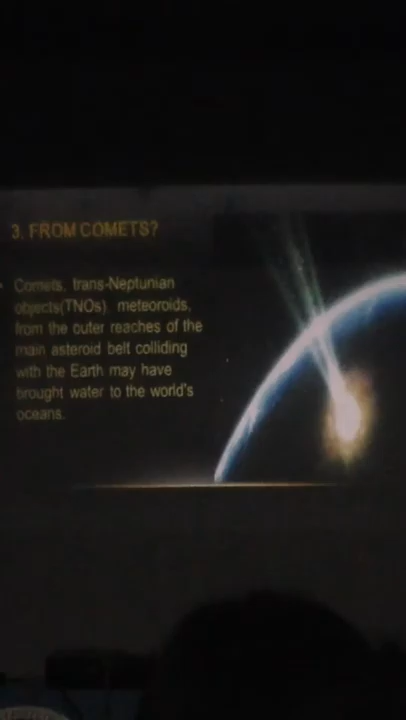 3. FROM COMETS?
Comets, trans-Neptunian
objects(TNOs), meteoroids,
from the outer reaches of the
main asteroid belt colliding
with the Earth may have
brought water to the world's
oceans.